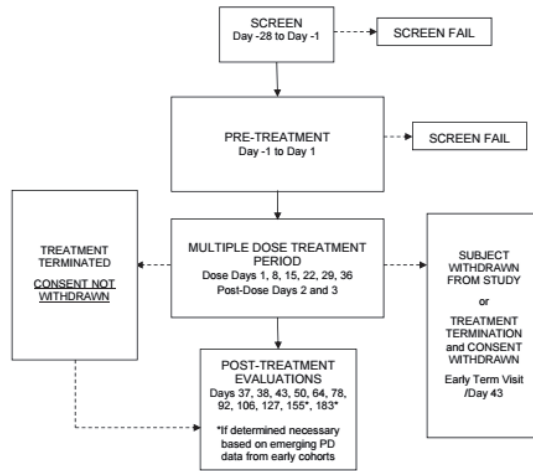 SCREEN
Day -28 to Day -1
SCREEN FAIL
PRE-TREATMENT
Day -1 to Day 1
SCREEN FAIL
TREATMENT
TERMINATED
CONSENT NOT
WITHDRAWN
MULTIPLE DOSE TREATMENT
PERIOD
Dose Days 1, 8, 15, 22, 29, 36
Post-Dose Days 2 and 3
SUBJECT
WITHDRAWN
FROM STUDY
or
TREATMENT
TERMINATION
and CONSENT
WITHDRAWN
Early Term Visit
/Day 43
POST-TREATMENT
EVALUATIONS
Days 37, 38, 43, 50, 64, 78,
92, 106, 127, 155*, 183*
*If determined necessary
based on emerging PD
data from early cohorts